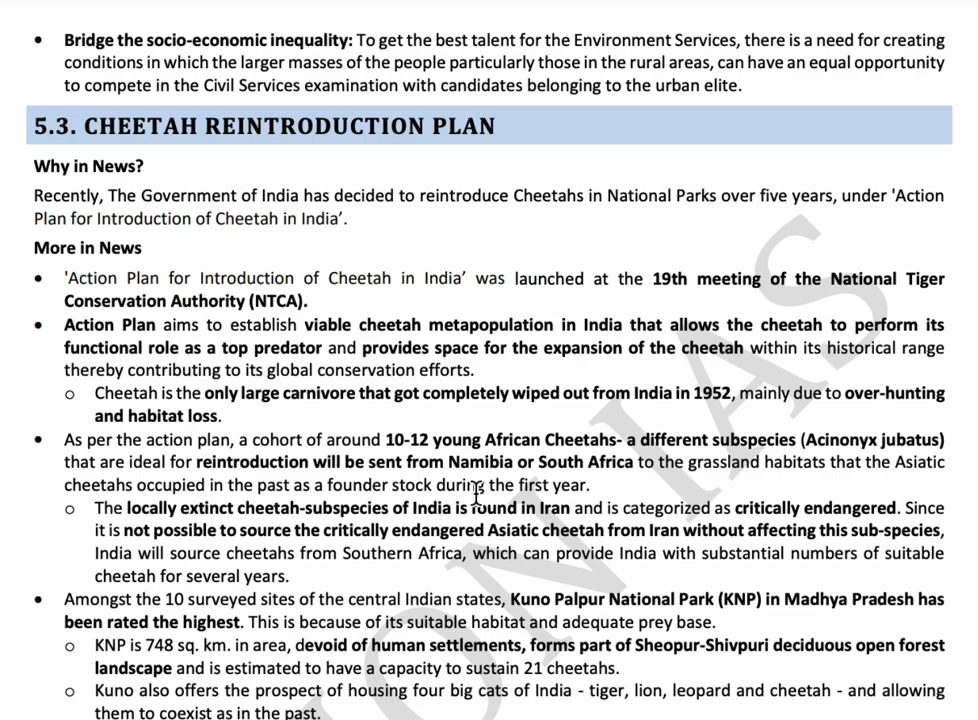 • Bridge the socio-economic inequality: To get the best talent for the Environment Services, there is a need for creating
conditions in which the larger masses of the people particularly those in the rural areas, can have an equal opportunity
to compete in the Civil Services examination with candidates belonging to the urban elite.
5.3. CHEETAH REINTRODUCTION PLAN
Why in News?
Recently, The Government of India has decided to reintroduce Cheetahs in National Parks over five years, under 'Action
Plan for Introduction of Cheetah in India’.
More in News
• 'Action Plan for Introduction of Cheetah in India’ was launched at the 19th meeting of the National Tiger
Conservation Authority (NTCA).
• Action Plan aims to establish viable cheetah metapopulation in India that allows the cheetah to perform its
functional role as a top predator and provides space for the expansion of the cheetah within its historical range
thereby contributing to its global conservation efforts.
o Cheetah is the only large carnivore that got completely wiped out from India in 1952, mainly due to over-hunting
and habitat loss.
• As per the action plan, a cohort of around 10-12 young African Cheetahs- a different subspecies (Acinonyx jubatus)
that are ideal for reintroduction will be sent from Namibia or South Africa to the grassland habitats that the Asiatic
cheetahs occupied in the past as a founder stock during the first year.
o The locally extinct cheetah-subspecies of India is found in Iran and is categorized as critically endangered. Since
it is not possible to source the critically endangered Asiatic cheetah from Iran without affecting this sub-species,
India will source cheetahs from Southern Africa, which can provide India with substantial numbers of suitable
cheetah for several years.
• Amongst the 10 surveyed sites of the central Indian states, Kuno Palpur National Park (KNP) in Madhya Pradesh has
been rated the highest. This is because of its suitable habitat and adequate prey base.
o KNP is 748 sq. km. in area, devoid of human settlements, forms part of Sheopur-Shivpuri deciduous open forest
landscape and is estimated to have a capacity to sustain 21 cheetahs.
o Kuno also offers the prospect of housing four big cats of India - tiger, lion, leopard and cheetah - and allowing
them to coexist as in the past.
ION IAS